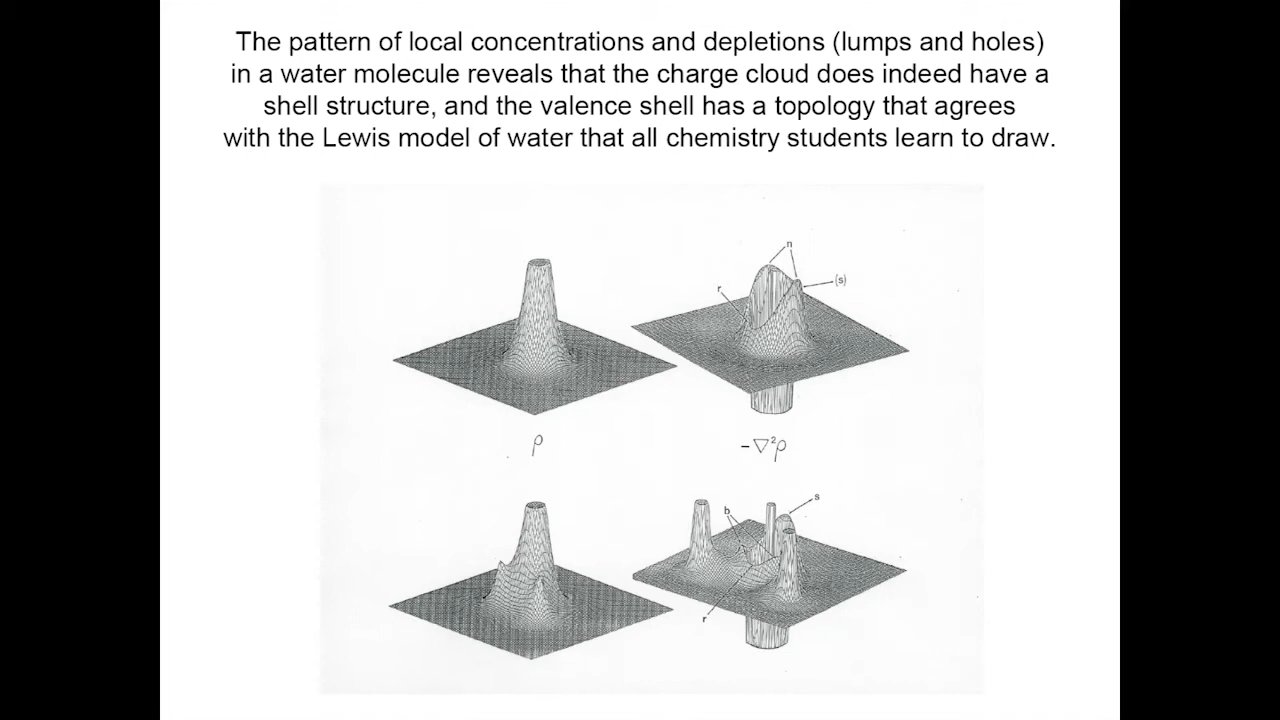 The pattern of local concentrations and depletions (lumps and holes)
in a water molecule reveals that the charge cloud does indeed have a
shell structure, and the valence shell has a topology that agrees
with the Lewis model of water that all chemistry students learn to draw.
n
r
(s)
ρ
-∇²ρ
b
s
r